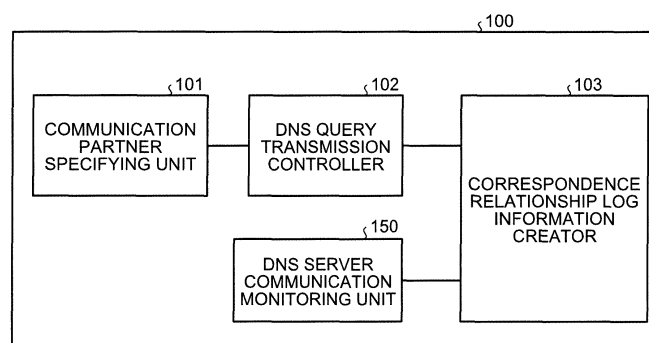 100
101
COMMUNICATION
PARTNER
SPECIFYING UNIT
102
DNS QUERY
TRANSMISSION
CONTROLLER
103
CORRESPONDENCE
RELATIONSHIP LOG
INFORMATION
CREATOR
150
DNS SERVER
COMMUNICATION
MONITORING UNIT